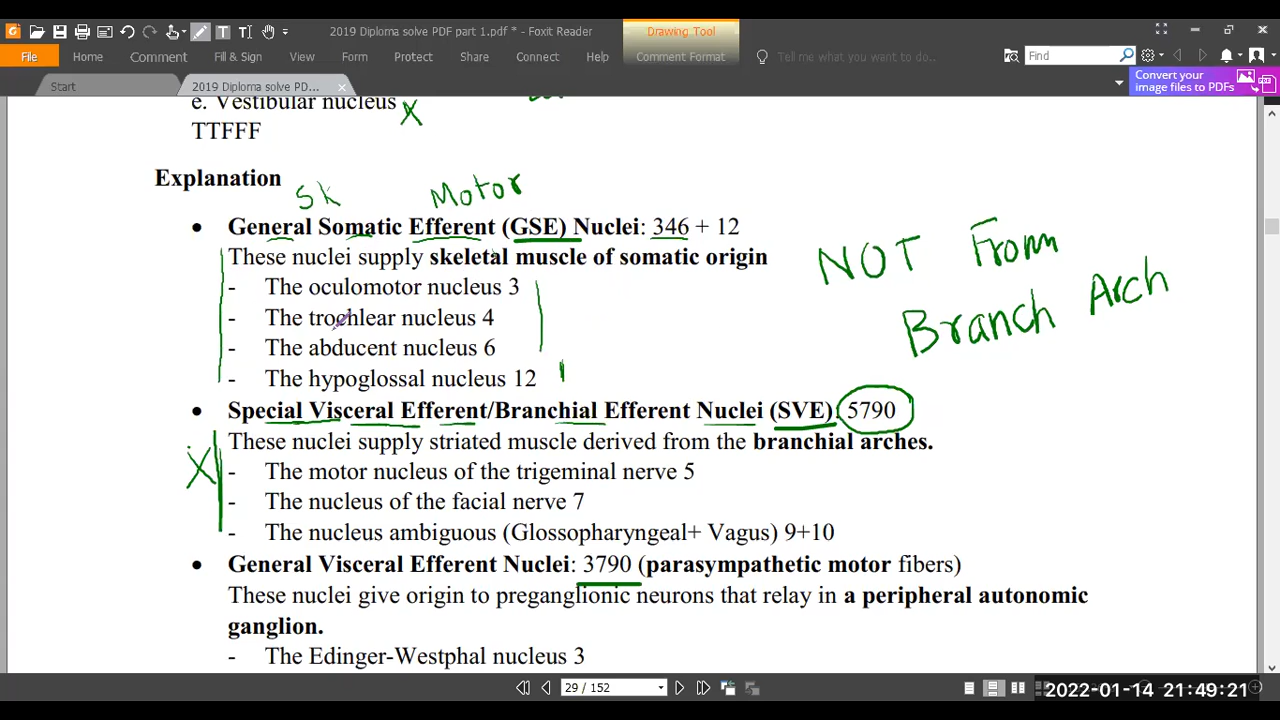 2019 Diploma solve PDF part 1.pdf * - Foxit Reader
Drawing Tool
File Home Comment Fill & Sign View Form Protect Share Connect Help Tell me what you want to do... Find
Comment Format
Start 2019 Diploma solve PD...
Convert your
image files to PDFs
e. Vestibular nucleus X
TTFFF
Explanation
Sk Motor
• General Somatic Efferent (GSE) Nuclei: 346 + 12
These nuclei supply skeletal muscle of somatic origin
- The oculomotor nucleus 3
- The trochlear nucleus 4
- The abducent nucleus 6
- The hypoglossal nucleus 12
NOT From
Branch Arch
• Special Visceral Efferent/Branchial Efferent Nuclei (SVE): 5790
These nuclei supply striated muscle derived from the branchial arches.
X
- The motor nucleus of the trigeminal nerve 5
- The nucleus of the facial nerve 7
- The nucleus ambiguous (Glossopharyngeal+ Vagus) 9+10
• General Visceral Efferent Nuclei: 3790 (parasympathetic motor fibers)
These nuclei give origin to preganglionic neurons that relay in a peripheral autonomic
ganglion.
- The Edinger-Westphal nucleus 3
29 / 152
2022-01-14 21:49:21